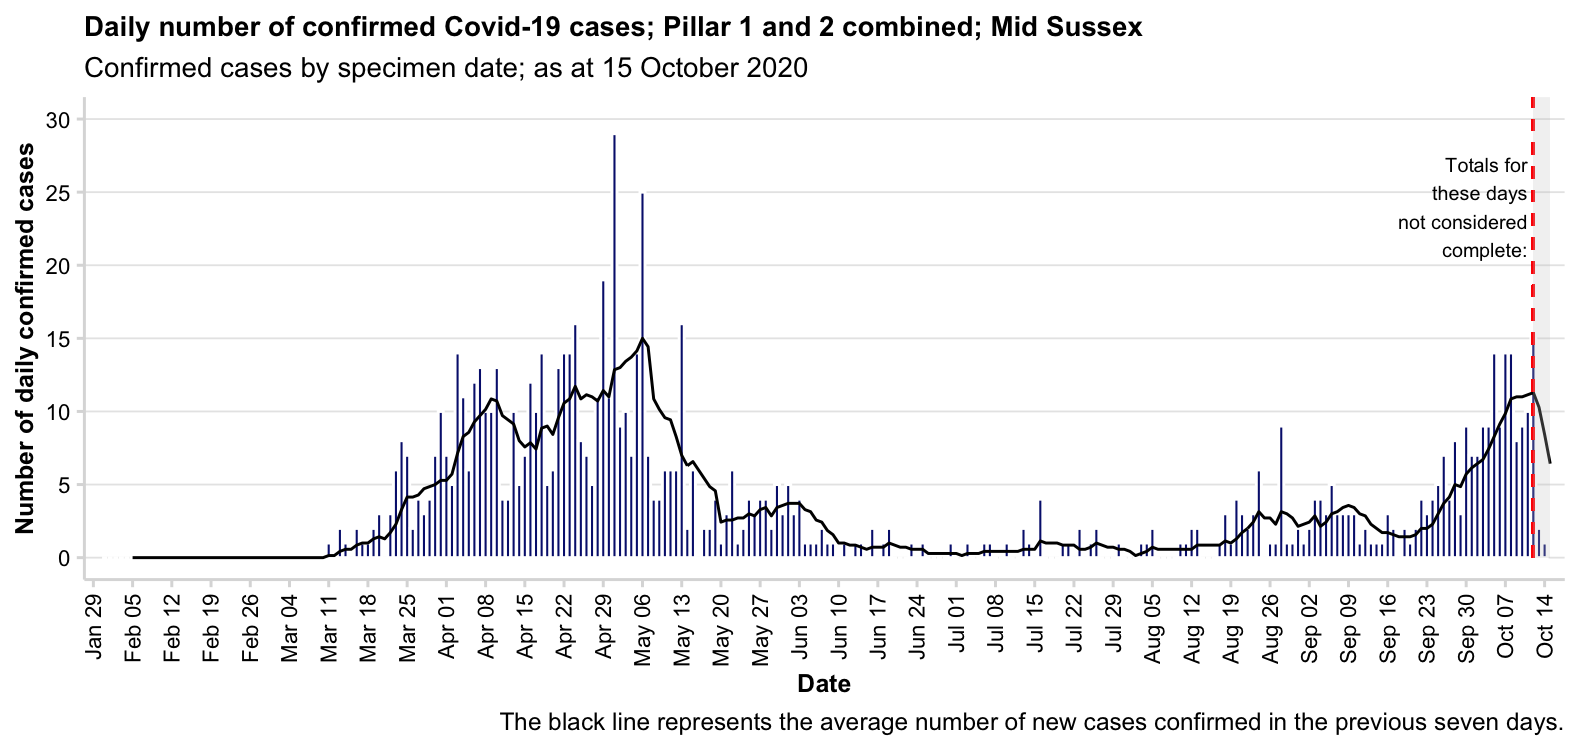 Daily number of confirmed Covid-19 cases; Pillar 1 and 2 combined; Mid Sussex
Confirmed cases by specimen date; as at 15 October 2020
Number of daily confirmed cases
30
25
20
15
10
5
0
Totals for
these days
not considered
complete:
Jan 29
Feb 05
Feb 12
Feb 19
Feb 26
Mar 04
Mar 11
Mar 18
Mar 25
Apr 01
Apr 08
Apr 15
Apr 22
Apr 29
May 06
May 13
May 20
May 27
Jun 03
Jun 10
Jun 17
Jun 24
Jul 01
Jul 08
Jul 15
Jul 22
Jul 29
Aug 05
Aug 12
Aug 19
Aug 26
Sep 02
Sep 09
Sep 16
Sep 23
Sep 30
Oct 07
Oct 14
Date
The black line represents the average number of new cases confirmed in the previous seven days.